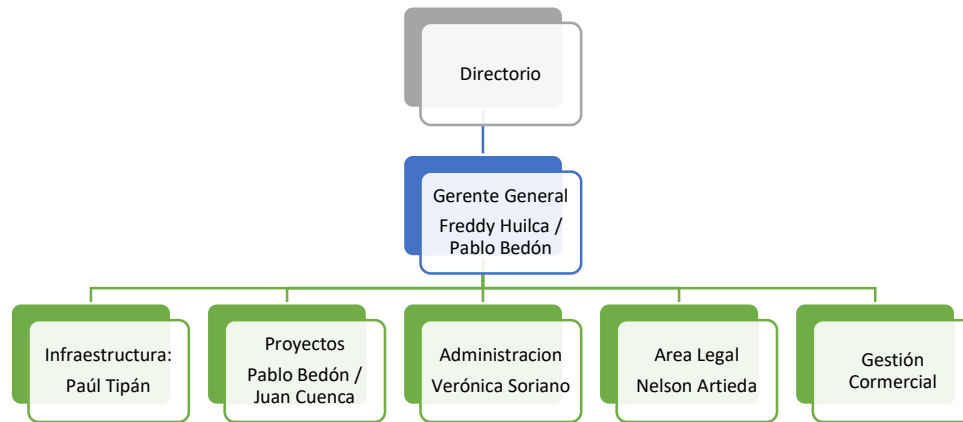 Directorio
Gerente General
Freddy Huilca /
Pablo Bedón
Infraestructura:
Paúl Tipán
Proyectos
Pablo Bedón /
Juan Cuenca
Administracion
Verónica Soriano
Area Legal
Nelson Artieda
Gestión
Cormercial